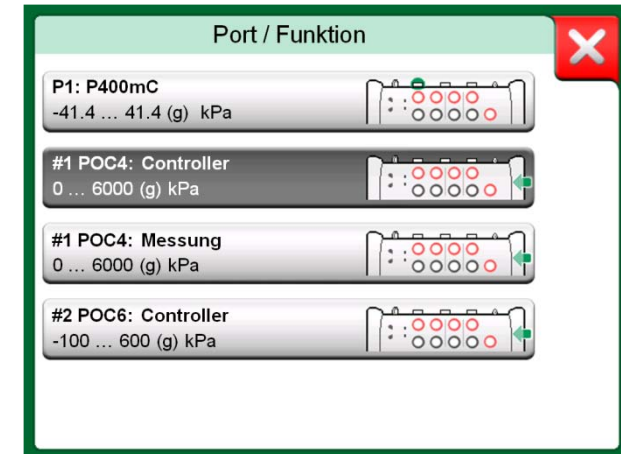 Port / Funktion
P1: P400mC
-41.4 ... 41.4 (g) kPa
#1 POC4: Controller
0 ... 6000 (g) kPa
#1 POC4: Messung
0 ... 6000 (g) kPa
#2 POC6: Controller
-100 ... 600 (g) kPa